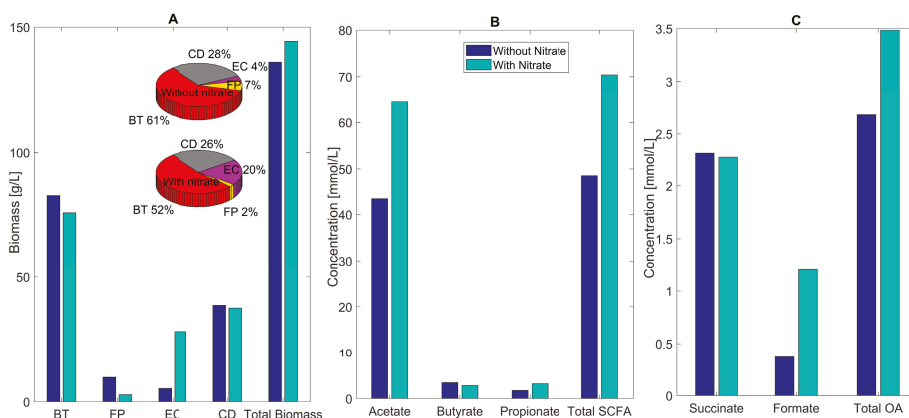 A
Biomass [g/L]
150
100
50
0
CD 28%
EC 4%
FP 7%
Without nitrate
BT 61%
CD 26%
EC 20%
With nitrate
BT 52%
FP 2%
BT FP EC CD Total Biomass
B
Concentration [mmol/L]
80
70
60
50
40
30
20
10
0
Without Nitrate
With Nitrate
Acetate Butyrate Propionate Total SCFA
C
Concentration [mmol/L]
3.5
3
2.5
2
1.5
1
0.5
0
Succinate Formate Total OA